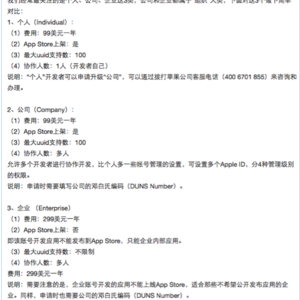 对比：
1、个人（Individual）：
（1）费用：99美元一年
（2）App Store上架：是
（3）最大uuid支持数：100
（4）协作人数：1人（开发者自己）
说明："个人"开发者可以申请升级"公司"，可以通过拨打苹果公司客服电话（400 6701 855）来咨询和
办理。
2、公司（Company）：
（1）费用：99美元一年
（2）App Store上架：是
（3）最大uuid支持数：100
（4）协作人数：多人
允许多个开发者进行协作开发，比个人多一些账号管理的设置，可设置多个Apple ID，分4种管理级别
的权限。
说明：申请时需要填写公司的邓白氏编码（DUNS Number）。
3、企业 （Enterprise）
（1）费用：299美元一年
（2）App Store上架：否
即该账号开发应用不能发布到App Store，只能企业内部应用。
（3）最大uuid支持数：不限制
（4）协作人数：多人
费用 299美元一年
说明：需要注意的是，企业账号开发的应用不能上线App Store，适合那些不希望公开发布应用的企
业。同样，申请时也需要公司的邓白氏编码（DUNS Number）。